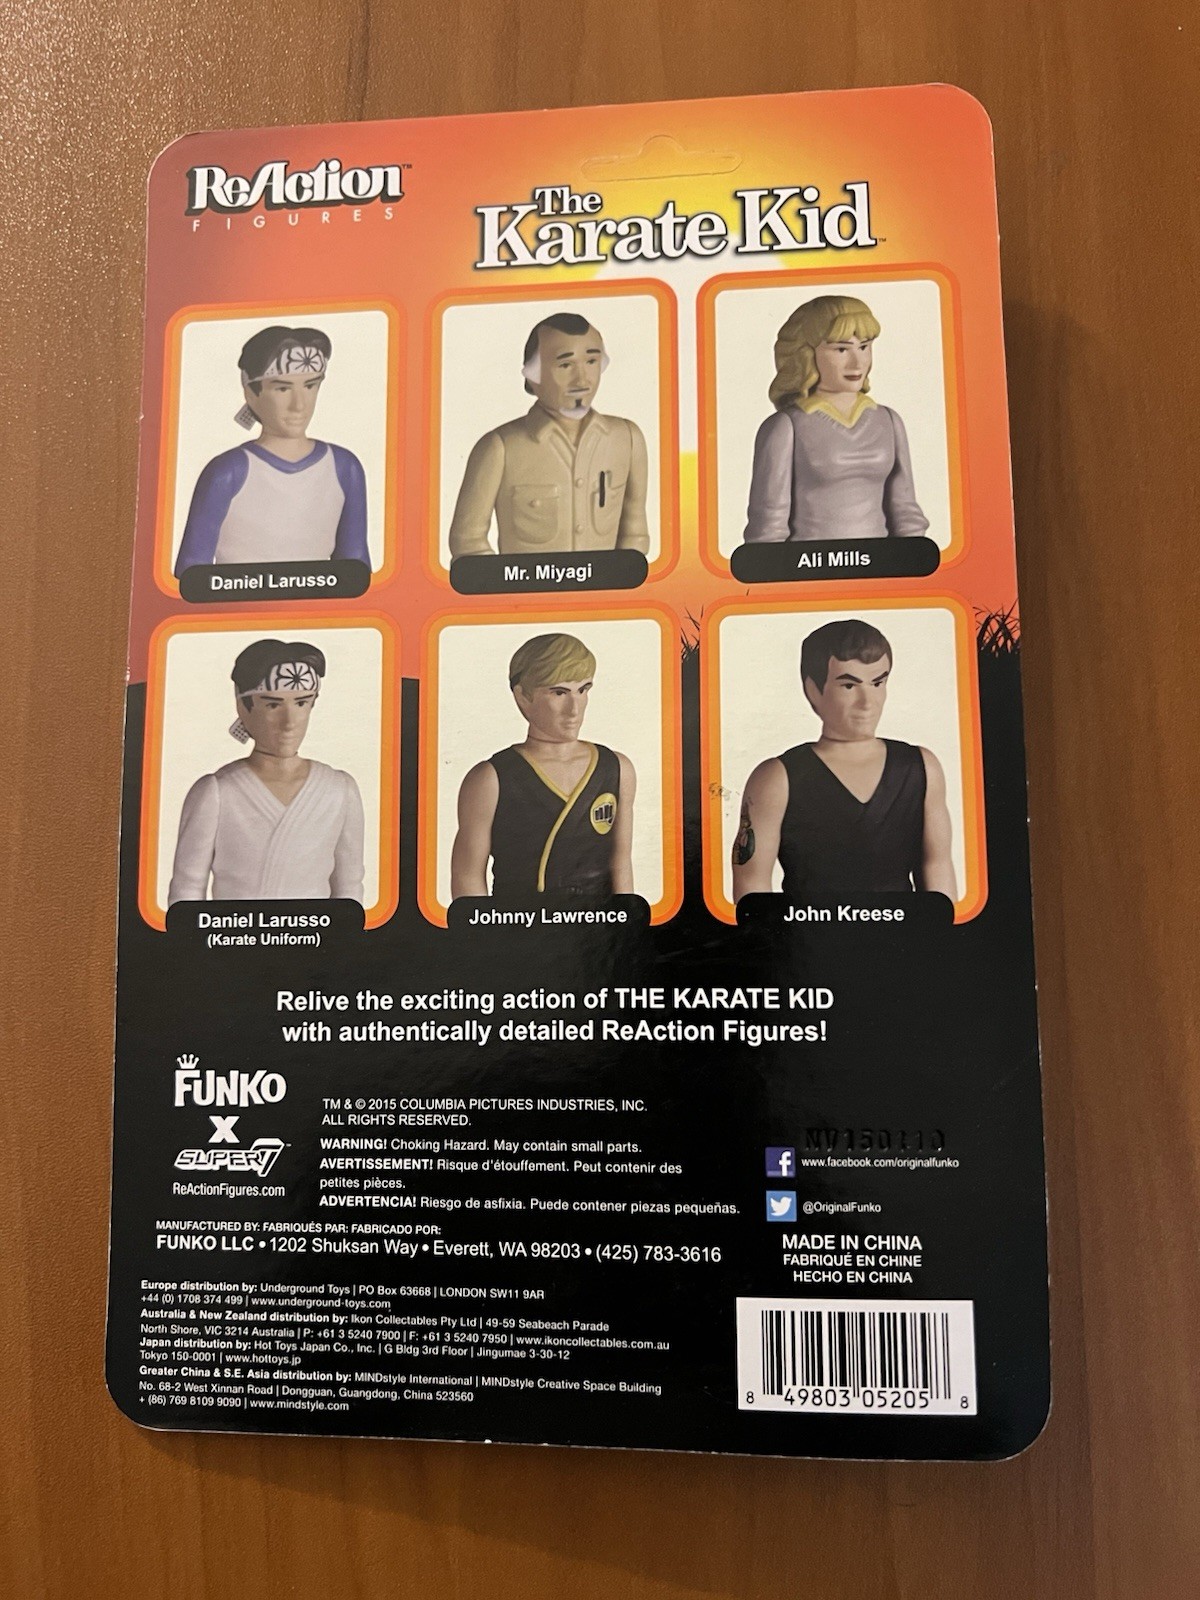 ReAction™
FIGURES
The
Karate Kid™
Daniel Larusso
Mr. Miyagi
Ali Mills
Daniel Larusso
(Karate Uniform)
Johnny Lawrence
John Kreese
Relive the exciting action of THE KARATE KID
with authentically detailed ReAction Figures!
FUNKO
X
SUPER7™
ReActionFigures.com
TM & © 2015 COLUMBIA PICTURES INDUSTRIES, INC.
ALL RIGHTS RESERVED.
WARNING! Choking Hazard. May contain small parts.
AVERTISSEMENT! Risque d'étouffement. Peut contenir des
petites pièces.
ADVERTENCIA! Riesgo de asfixia. Puede contener piezas pequeñas.
NV150110
www.facebook.com/originalfunko
@OriginalFunko
MANUFACTURED BY: FABRIQUÉS PAR: FABRICADO POR:
FUNKO LLC • 1202 Shuksan Way • Everett, WA 98203 • (425) 783-3616
MADE IN CHINA
FABRIQUÉ EN CHINE
HECHO EN CHINA
Europe distribution by: Underground Toys | PO Box 63668 | LONDON SW11 9AR
+44 (0) 1708 374 499 | www.underground-toys.com
Australia & New Zealand distribution by: Ikon Collectables Pty Ltd | 49-59 Seabeach Parade
North Shore, VIC 3214 Australia | P: +61 3 5240 7900 | F: +61 3 5240 7950 | www.ikoncollectables.com.au
Japan distribution by: Hot Toys Japan Co., Inc. | G Bldg 3rd Floor | Jingumae 3-30-12
Tokyo 150-0001 | www.hottoys.jp
Greater China & S.E. Asia distribution by: MINDstyle International | MINDstyle Creative Space Building
No. 68-2 West Xinnan Road | Dongguan, Guangdong, China 523560
+ (86) 769 8109 9090 | www.mindstyle.com
8 49803 05205 8